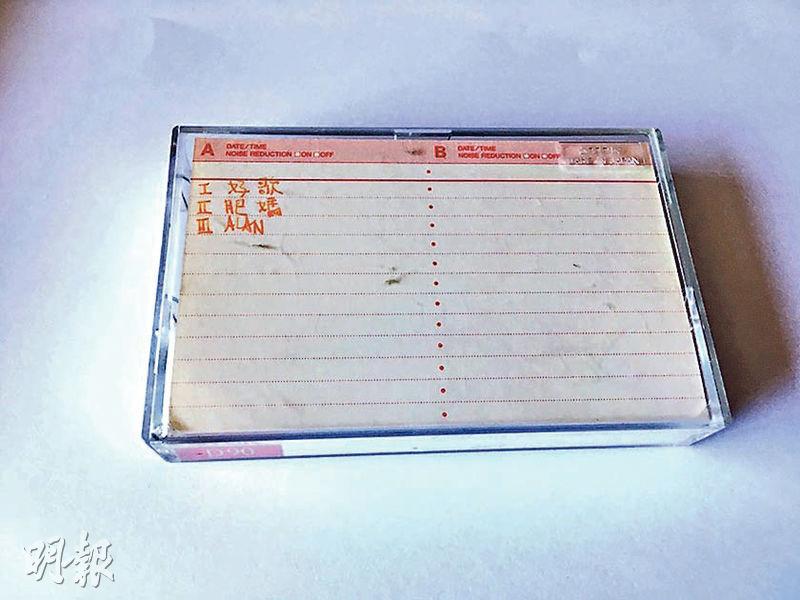 A DATE/TIME
NOISE REDUCTION □ON □OFF
B DATE/TIME
NOISE REDUCTION □ON □OFF
I 好歌
II 肥媽
III ALAN
D90
明報